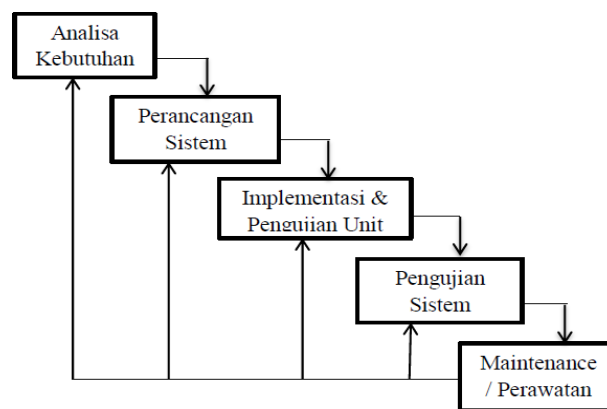 Analisa
Kebutuhan
Perancangan
Sistem
Implementasi &
Pengujian Unit
Pengujian
Sistem
Maintenance
/ Perawatan